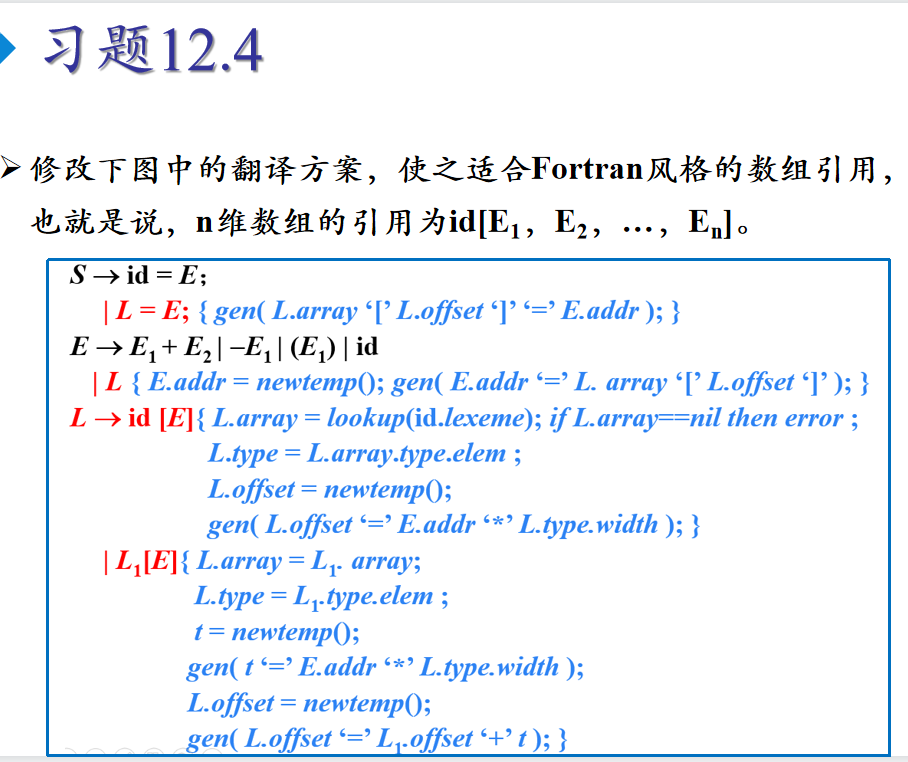 习题12.4
➢ 修改下图中的翻译方案，使之适合Fortran风格的数组引用，
也就是说，n维数组的引用为id[E₁，E₂，…，Eₙ]。
S → id = E;
| L = E; { gen( L.array ‘[’ L.offset ‘]’ ‘=’ E.addr ); }
E → E₁ + E₂ | −E₁ | (E₁) | id
| L { E.addr = newtemp(); gen( E.addr ‘=’ L. array ‘[’ L.offset ‘]’ ); }
L → id [E]{ L.array = lookup(id.lexeme); if L.array==nil then error ;
L.type = L.array.type.elem ;
L.offset = newtemp();
gen( L.offset ‘=’ E.addr ‘*’ L.type.width ); }
| L₁[E]{ L.array = L₁. array;
L.type = L₁.type.elem ;
t = newtemp();
gen( t ‘=’ E.addr ‘*’ L.type.width );
L.offset = newtemp();
gen( L.offset ‘=’ L₁.offset ‘+’ t ); }